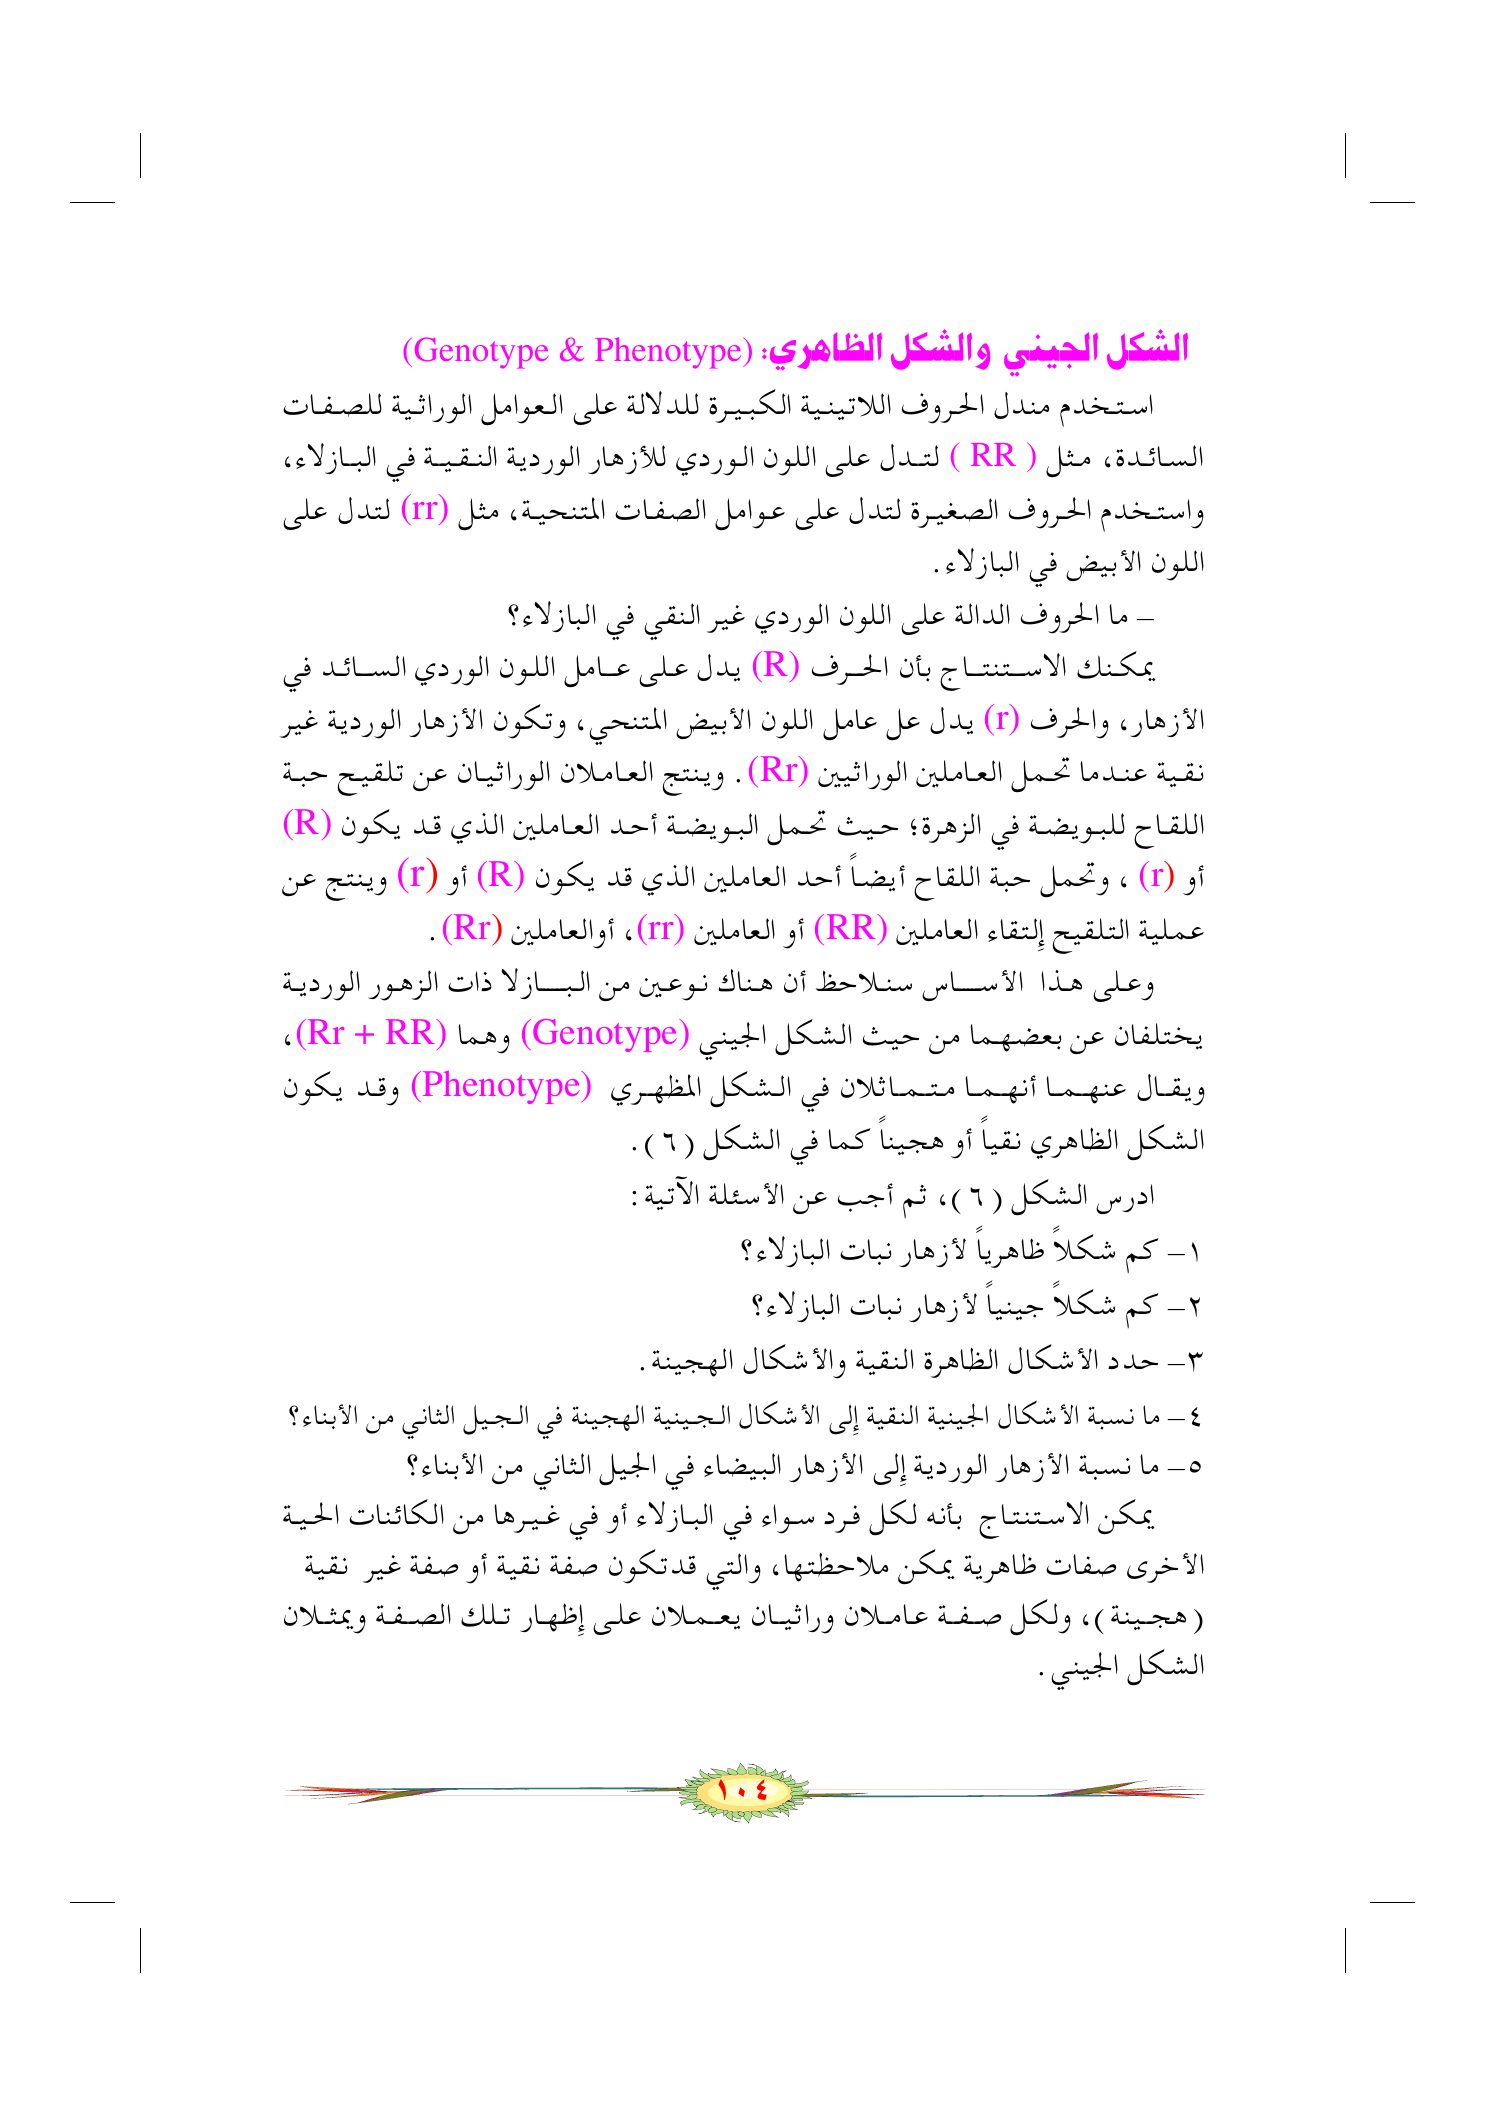 الشكل الجيني والشكل الظاهري: (Genotype & Phenotype)
استخدم مندل الحروف اللاتينية الكبيرة للدلالة على العوامل الوراثية للصفات
السائدة، مثل ( RR ) لتدل على اللون الوردي للأزهار الوردية النقية في البازلاء،
واستخدم الحروف الصغيرة لتدل على عوامل الصفات المتنحية، مثل (rr) لتدل على
اللون الأبيض في البازلاء.
– ما الحروف الدالة على اللون الوردي غير النقي في البازلاء؟
يمكنك الاستنتاج بأن الحرف (R) يدل على عامل اللون الوردي السائد في
الأزهار، والحرف (r) يدل عل عامل اللون الأبيض المتنحي، وتكون الأزهار الوردية غير
نقية عندما تحمل العاملين الوراثيين (Rr) . وينتج العاملان الوراثيان عن تلقيح حبة
اللقاح للبويضة في الزهرة؛ حيث تحمل البويضة أحد العاملين الذي قد يكون (R)
أو (r) ، وتحمل حبة اللقاح أيضاً أحد العاملين الذي قد يكون (R) أو (r) وينتج عن
عملية التلقيح إلتقاء العاملين (RR) أو العاملين (rr)، أوالعاملين (Rr) .
وعلى هذا الأساس سنلاحظ أن هناك نوعين من البازلا ذات الزهور الوردية
يختلفان عن بعضهما من حيث الشكل الجيني (Genotype) وهما (Rr + RR)،
ويقال عنهما أنهما متماثلان في الشكل المظهري (Phenotype) وقد يكون
الشكل الظاهري نقياً أو هجيناً كما في الشكل ( ٦ ).
ادرس الشكل ( ٦ )، ثم أجب عن الأسئلة الآتية :
١– كم شكلاً ظاهرياً لأزهار نبات البازلاء؟
٢– كم شكلاً جينياً لأزهار نبات البازلاء؟
٣– حدد الأشكال الظاهرة النقية والأشكال الهجينة .
٤– ما نسبة الأشكال الجينية النقية إلى الأشكال الجينية الهجينة في الجيل الثاني من الأبناء؟
٥– ما نسبة الأزهار الوردية إلى الأزهار البيضاء في الجيل الثاني من الأبناء؟
يمكن الاستنتاج بأنه لكل فرد سواء في البازلاء أو في غيرها من الكائنات الحية
الأخرى صفات ظاهرية يمكن ملاحظتها، والتي قدتكون صفة نقية أو صفة غير نقية
( هجينة )، ولكل صفة عاملان وراثيان يعملان على إظهار تلك الصفة ويمثلان
الشكل الجيني .
١٠٤